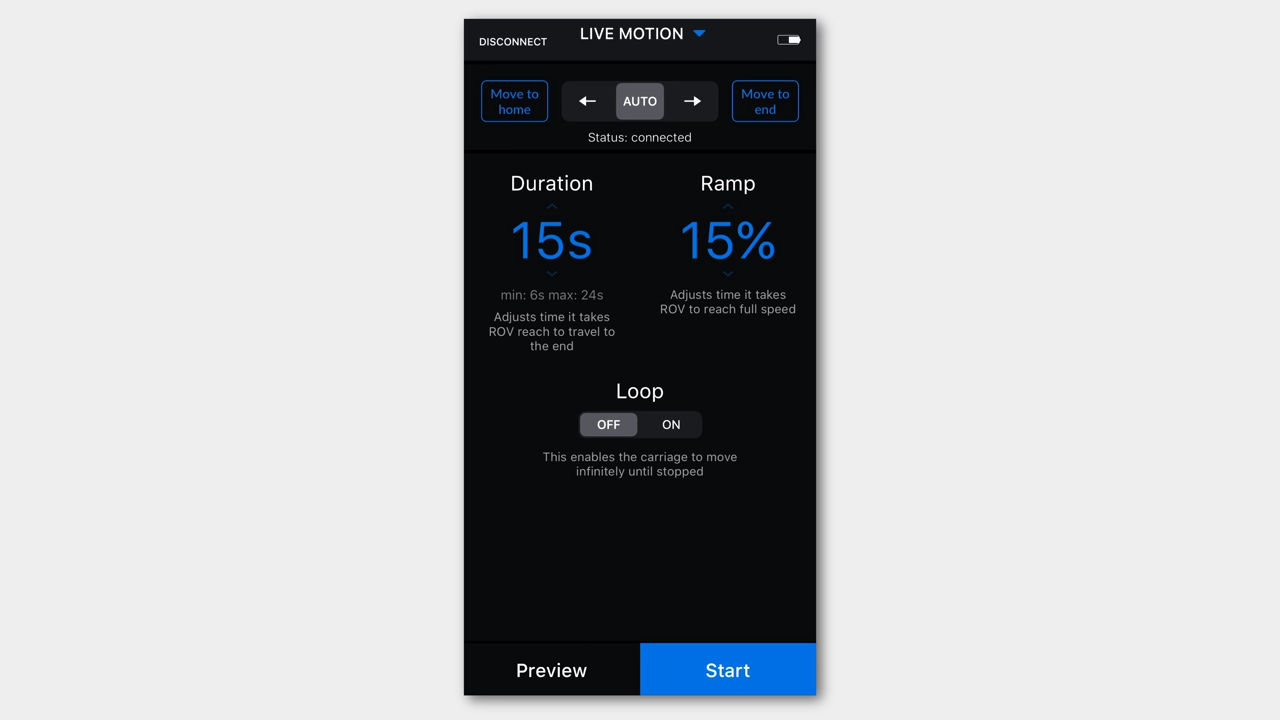 DISCONNECT
LIVE MOTION
Move to
home
AUTO
Move to
end
Status: connected
Duration
15s
min: 6s max: 24s
Adjusts time it takes
ROV reach to travel to
the end
Ramp
15%
Adjusts time it takes
ROV to reach full speed
Loop
OFF ON
This enables the carriage to move
infinitely until stopped
Preview
Start